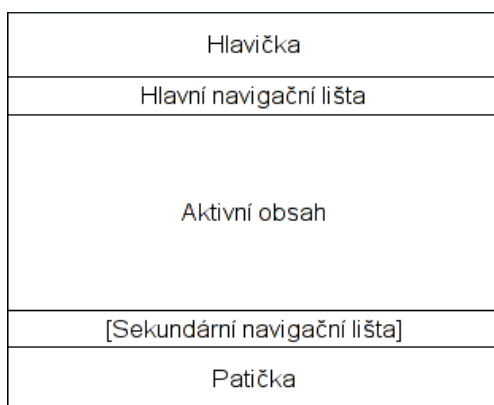 Hlavička
Hlavní navigační lišta
Aktivní obsah
[Sekundární navigační lišta]
Patička